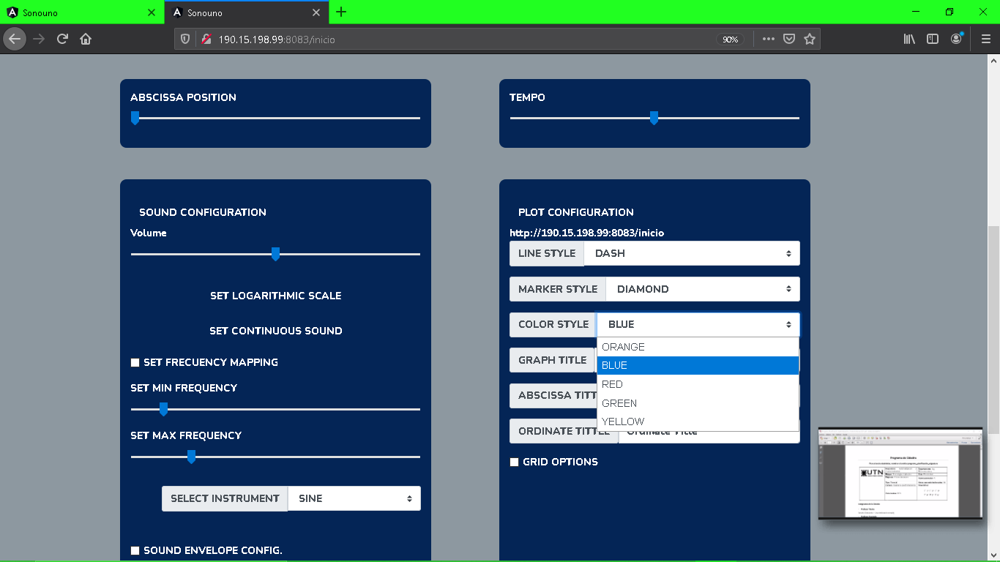 Sonouno
Sonouno
190.15.198.99:8083/inicio
90%
ABSCISSA POSITION
TEMPO
SOUND CONFIGURATION
Volume
SET LOGARITHMIC SCALE
SET CONTINUOUS SOUND
SET FRECUENCY MAPPING
SET MIN FREQUENCY
SET MAX FREQUENCY
SELECT INSTRUMENT SINE
SOUND ENVELOPE CONFIG.
PLOT CONFIGURATION
http://190.15.198.99:8083/inicio
LINE STYLE DASH
MARKER STYLE DIAMOND
COLOR STYLE BLUE
ORANGE
BLUE
RED
GREEN
YELLOW
GRAPH TITLE
ABSCISSA TITT
ORDINATE TITTLE Ordinate Title
GRID OPTIONS
Programa de Cátedra
UTN